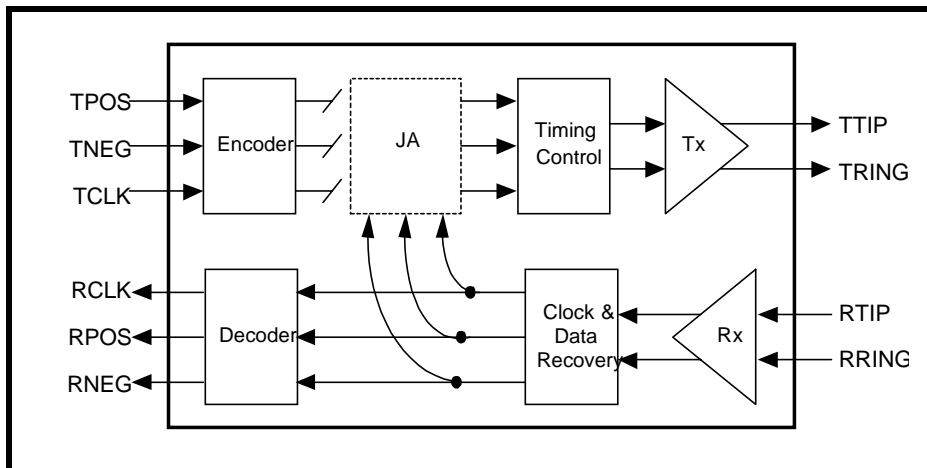 TPOS
TNEG
TCLK
Encoder
JA
Timing
Control
Tx
TTIP
TRING
RCLK
RPOS
RNEG
Decoder
Clock &
Data
Recovery
Rx
RTIP
RRING